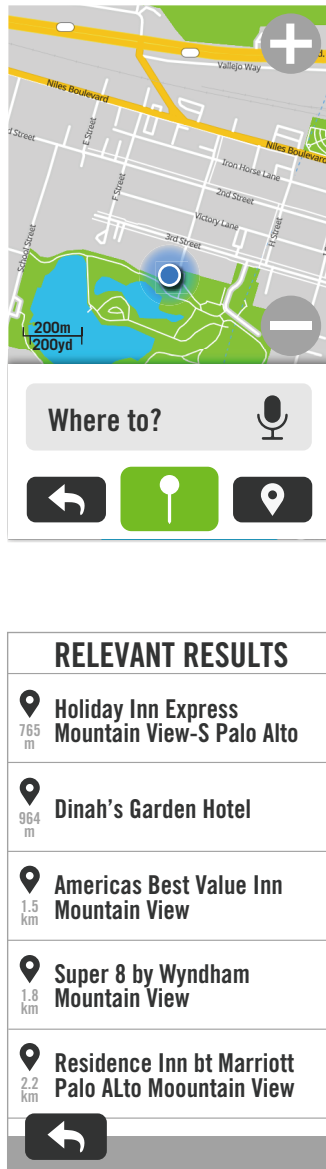 d.
Vallejo Way
Niles Boulevard
Niles Boulevard
d Street
E Street
Iron Horse Lane
F Street
2nd Street
Victory Lane
H Street
3rd Street
School Street
200m
200yd
Where to?
RELEVANT RESULTS
Holiday Inn Express
765 m
Mountain View-S Palo Alto
964 m
Dinah's Garden Hotel
Americas Best Value Inn
1.5 km
Mountain View
Super 8 by Wyndham
1.8 km
Mountain View
Residence Inn bt Marriott
2.2 km
Palo ALto Moountain View